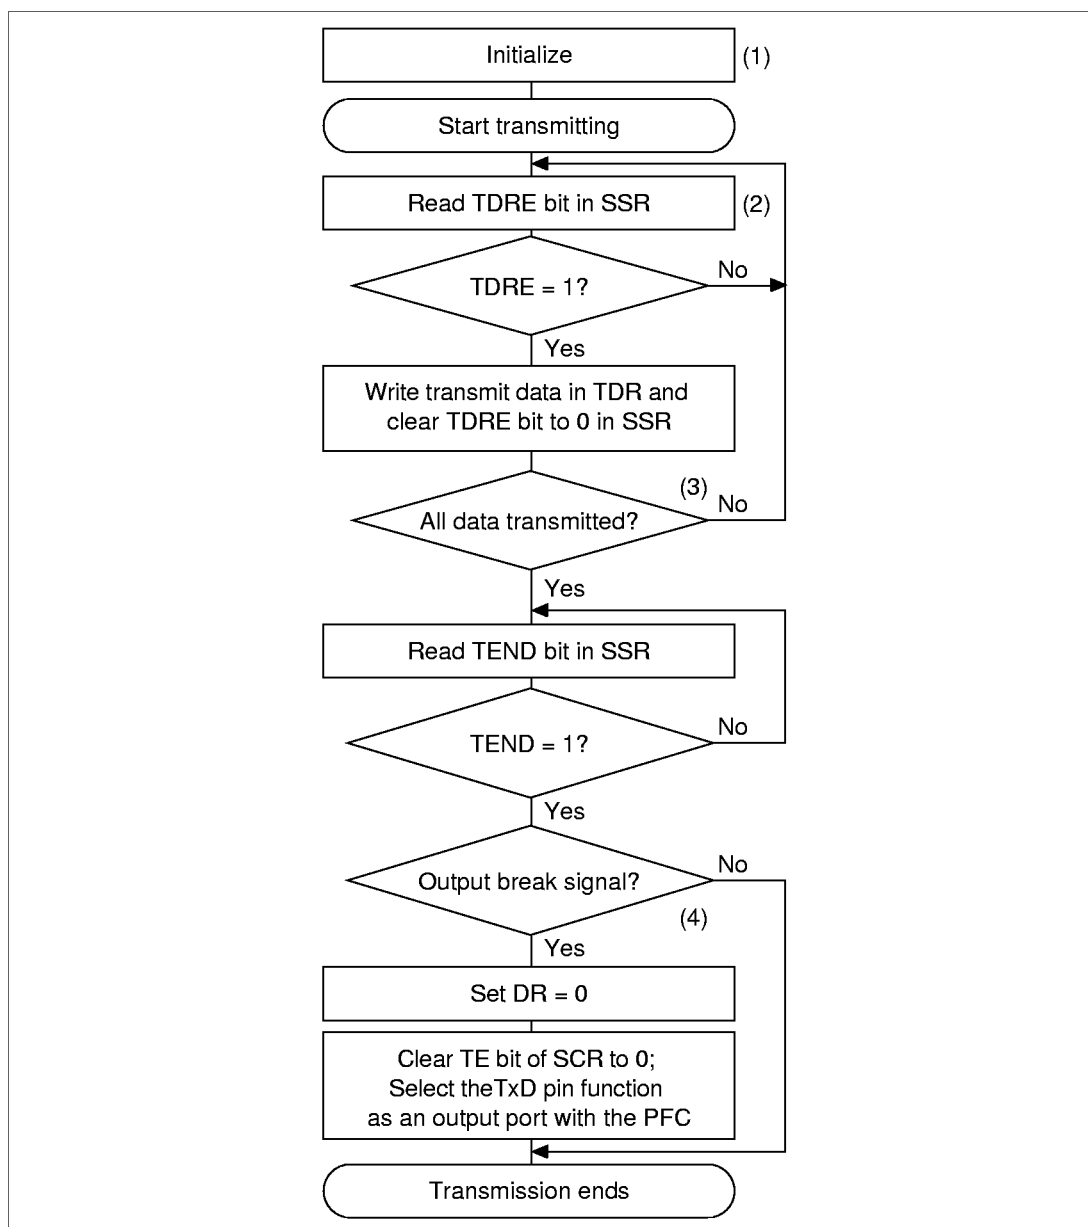 Initialize
(1)
Start transmitting
Read TDRE bit in SSR
(2)
TDRE = 1?
No
Yes
Write transmit data in TDR and
clear TDRE bit to 0 in SSR
All data transmitted?
(3)
No
Yes
Read TEND bit in SSR
TEND = 1?
No
Yes
Output break signal?
No
(4)
Yes
Set DR = 0
Clear TE bit of SCR to 0;
Select theTxD pin function
as an output port with the PFC
Transmission ends